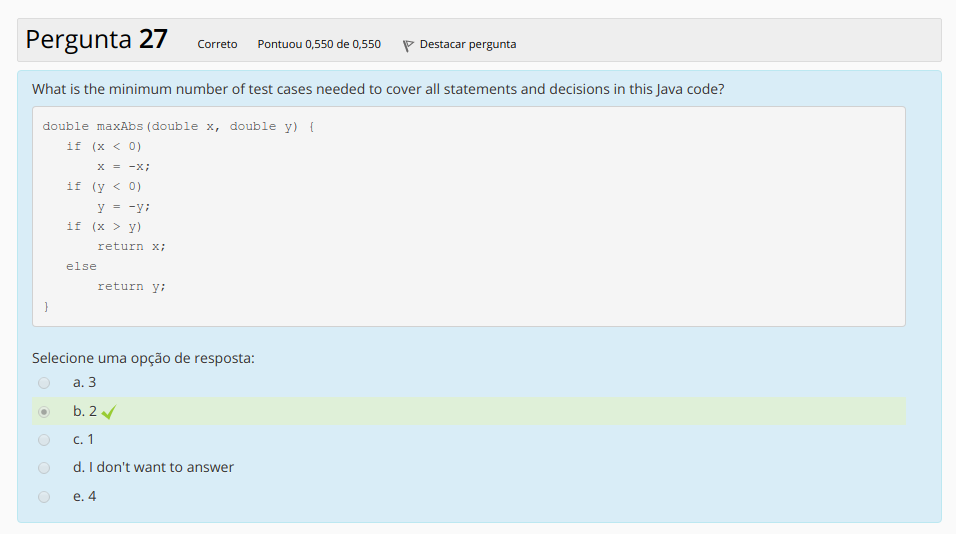 Pergunta 27 Correto Pontuou 0,550 de 0,550 Destacar pergunta
What is the minimum number of test cases needed to cover all statements and decisions in this Java code?
double maxAbs(double x, double y) {
if (x < 0)
x = -x;
if (y < 0)
y = -y;
if (x > y)
return x;
else
return y;
}
Selecione uma opção de resposta:
a. 3
b. 2
c. 1
d. I don't want to answer
e. 4